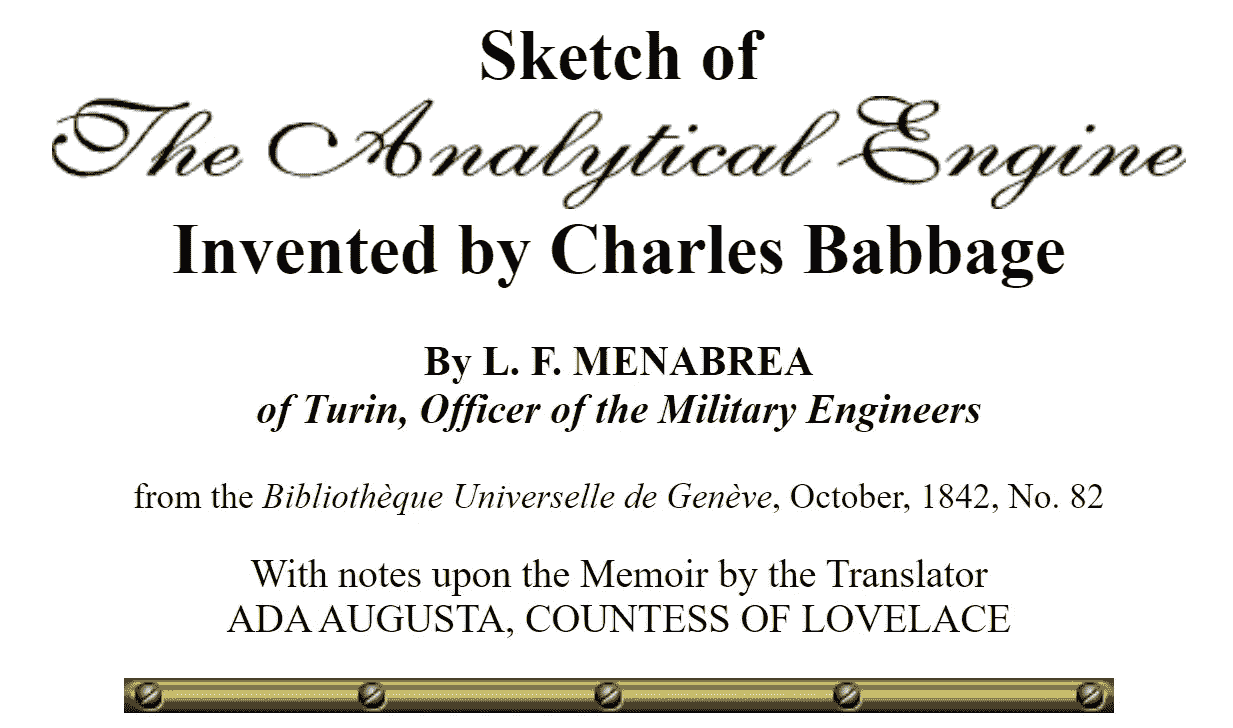 Sketch of
The Analytical Engine
Invented by Charles Babbage
By L. F. MENABREA
of Turin, Officer of the Military Engineers
from the Bibliothèque Universelle de Genève, October, 1842, No. 82
With notes upon the Memoir by the Translator
ADA AUGUSTA, COUNTESS OF LOVELACE